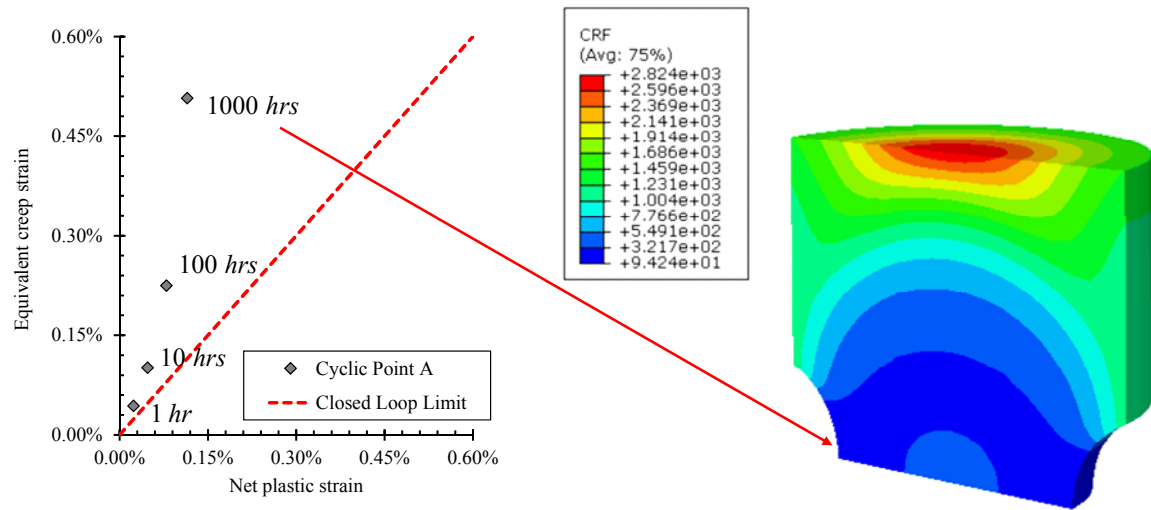 0.60%
0.45%
0.30%
0.15%
0.00%
Equivalent creep strain
1000 hrs
100 hrs
10 hrs
1 hr
Cyclic Point A
Closed Loop Limit
0.00%
0.15%
0.30%
0.45%
0.60%
Net plastic strain
CRF
(Avg: 75%)
+2.824e+03
+2.596e+03
+2.369e+03
+2.141e+03
+1.914e+03
+1.686e+03
+1.459e+03
+1.231e+03
+1.004e+03
+7.766e+02
+5.491e+02
+3.217e+02
+9.424e+01